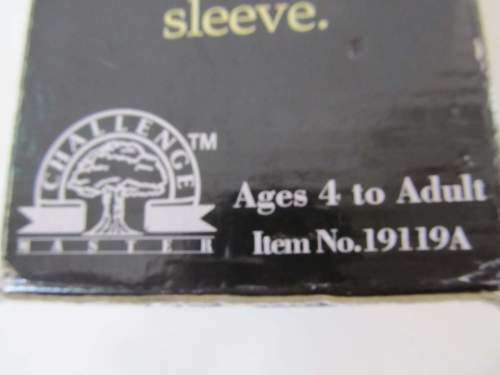 sleeve.
CHALLENGE TM
MASTER
Ages 4 to Adult
Item No.19119A